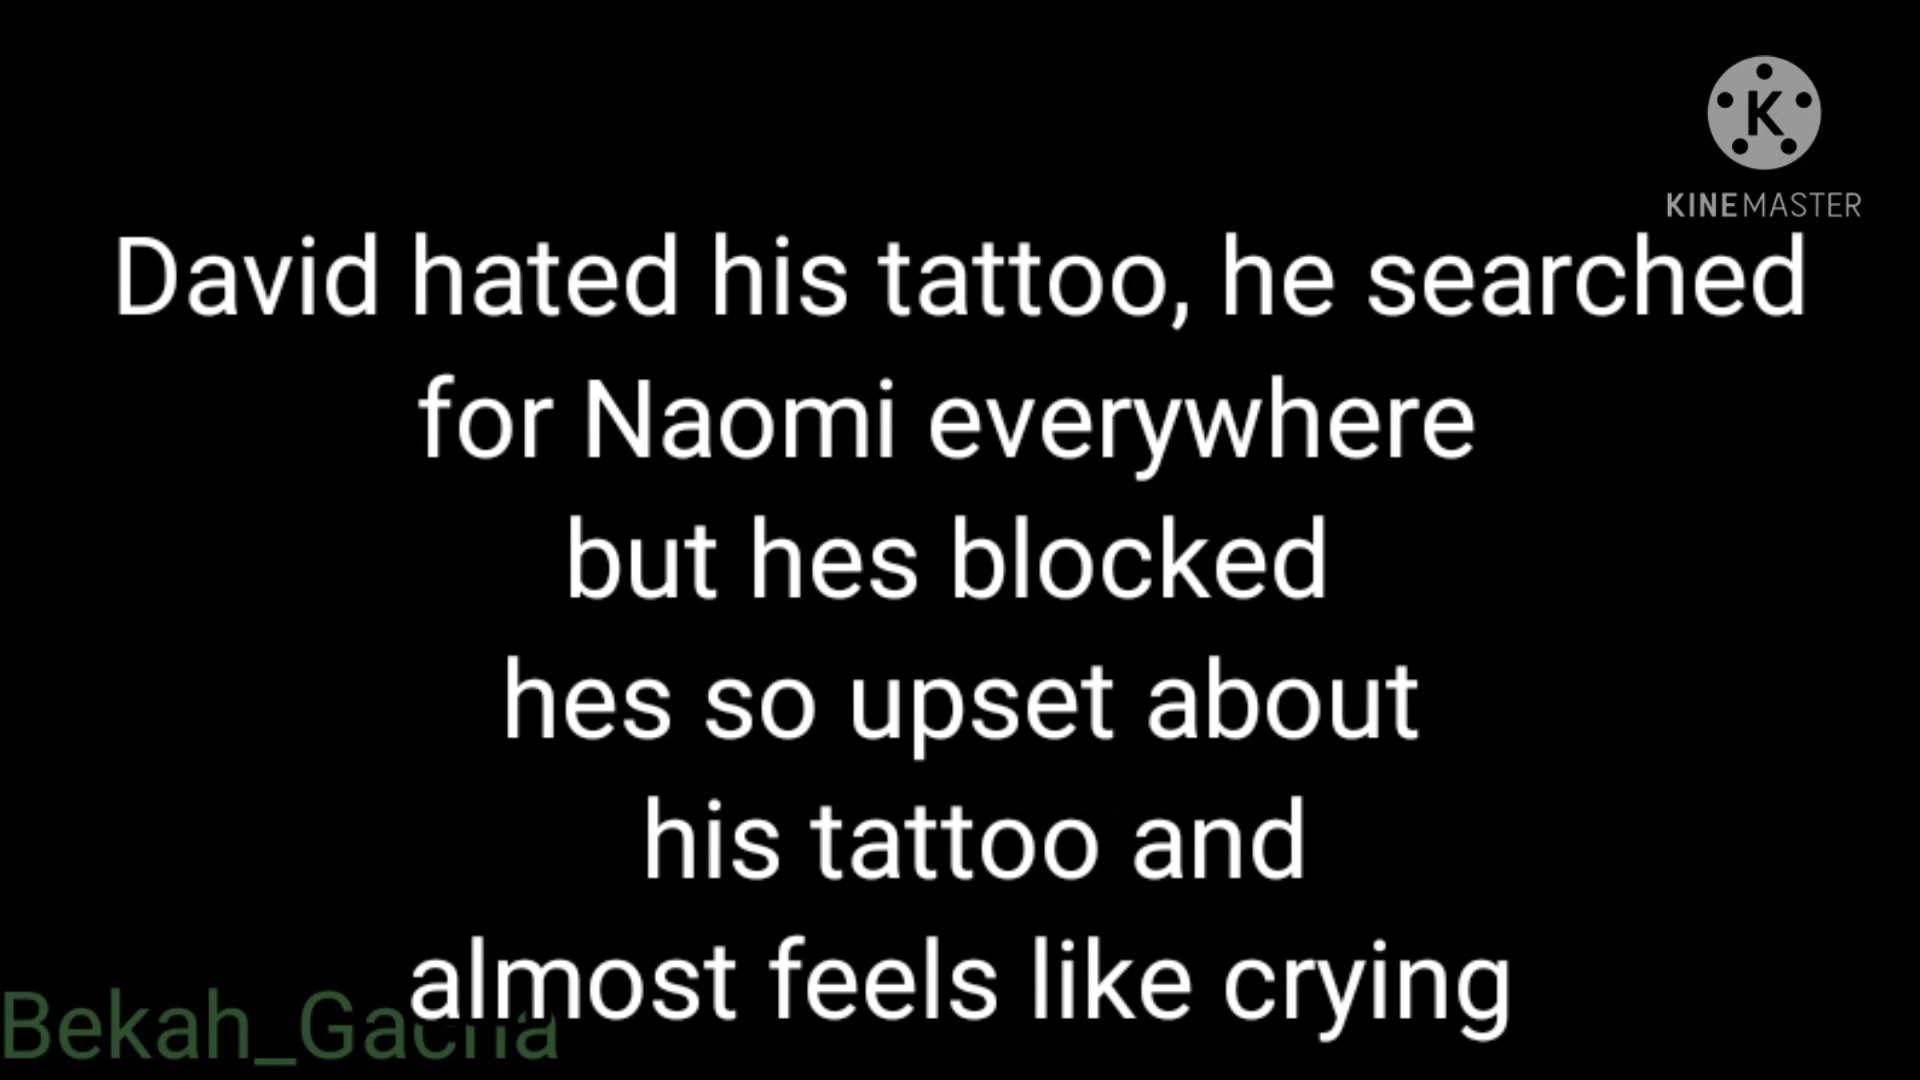 K
KINEMASTER
David hated his tattoo, he searched
for Naomi everywhere
but hes blocked
hes so upset about
his tattoo and
almost feels like crying
Bekah_Gacha